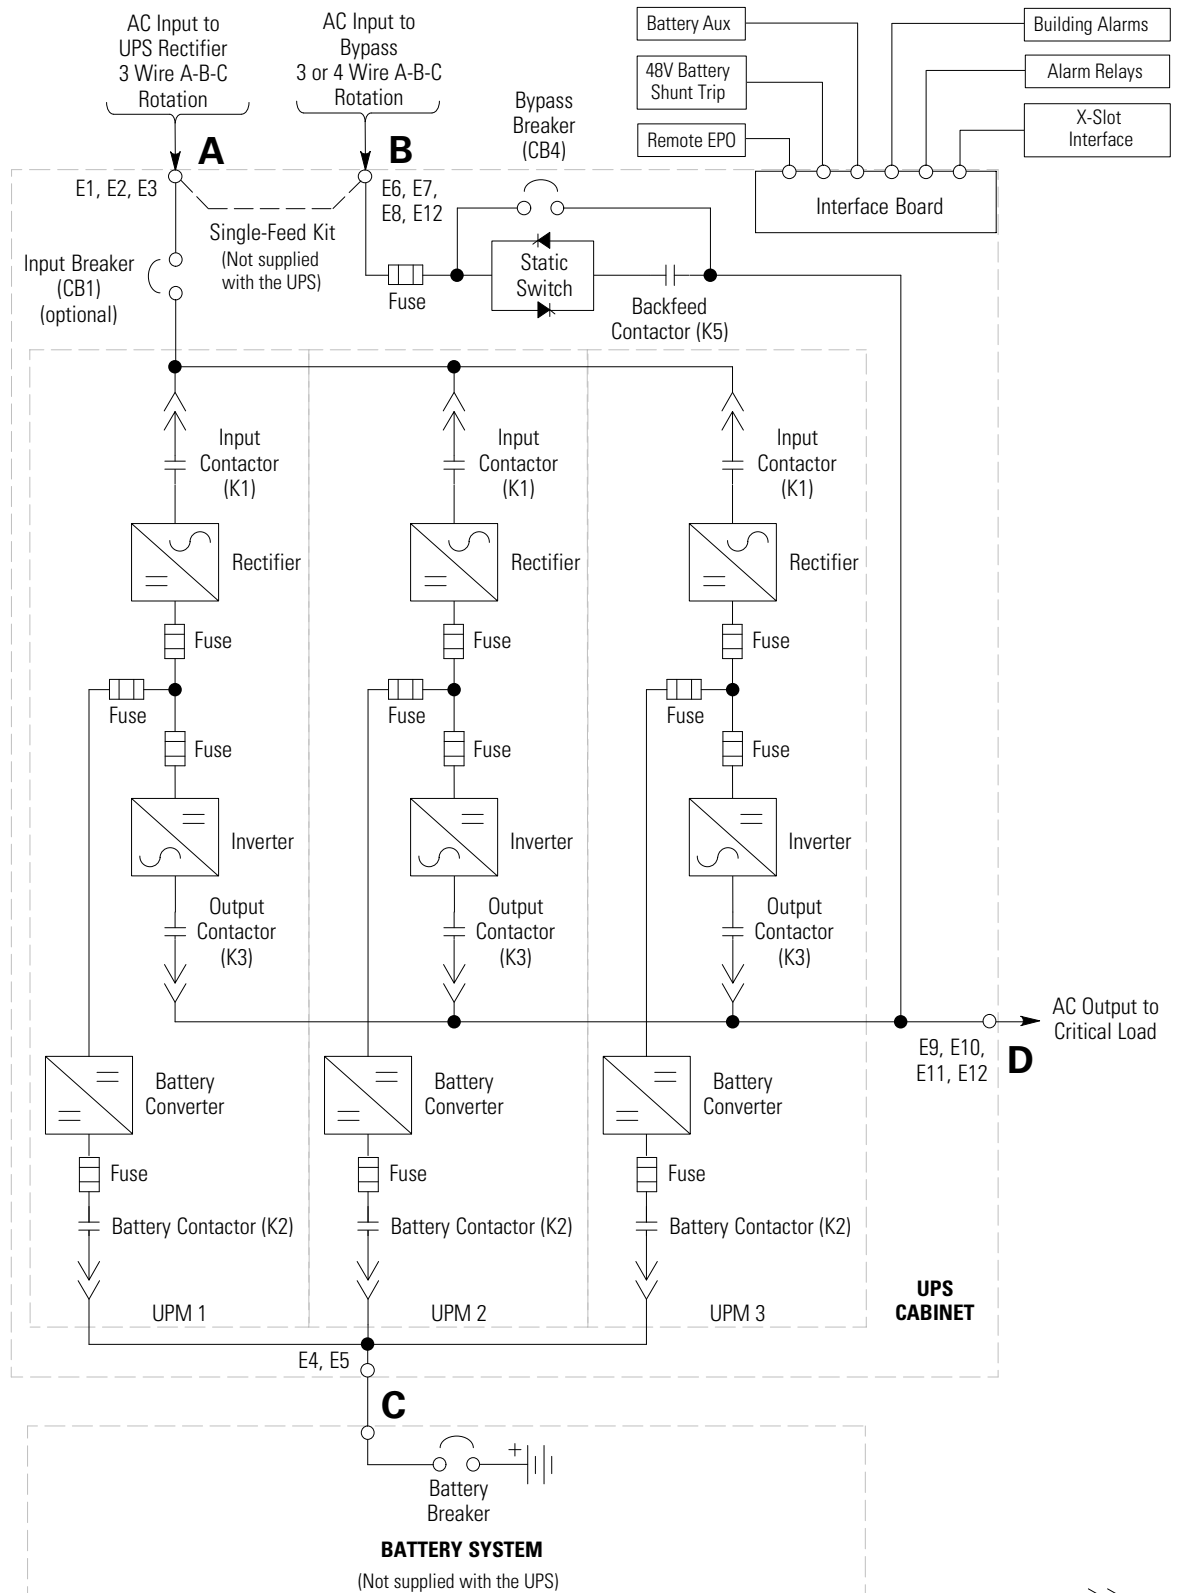 AC Input to
UPS Rectifier
3 Wire A-B-C
Rotation
AC Input to
Bypass
3 or 4 Wire A-B-C
Rotation
Bypass
Breaker
(CB4)
Battery Aux
48V Battery
Shunt Trip
Remote EPO
Building Alarms
Alarm Relays
X-Slot
Interface
Interface Board
A
B
E1, E2, E3
E6, E7,
E8, E12
Single-Feed Kit
(Not supplied
with the UPS)
Input Breaker
(CB1)
(optional)
Fuse
Static
Switch
Backfeed
Contactor (K5)
Input
Contactor
(K1)
Rectifier
Fuse
Fuse
Fuse
Inverter
Output
Contactor
(K3)
Battery
Converter
Fuse
Battery Contactor (K2)
UPM 1
Input
Contactor
(K1)
Rectifier
Fuse
Fuse
Fuse
Inverter
Output
Contactor
(K3)
Battery
Converter
Fuse
Battery Contactor (K2)
UPM 2
Input
Contactor
(K1)
Rectifier
Fuse
Fuse
Fuse
Inverter
Output
Contactor
(K3)
Battery
Converter
Fuse
Battery Contactor (K2)
UPM 3
AC Output to
Critical Load
E9, E10,
E11, E12
D
UPS
CABINET
E4, E5
C
+
Battery
Breaker
BATTERY SYSTEM
(Not supplied with the UPS)